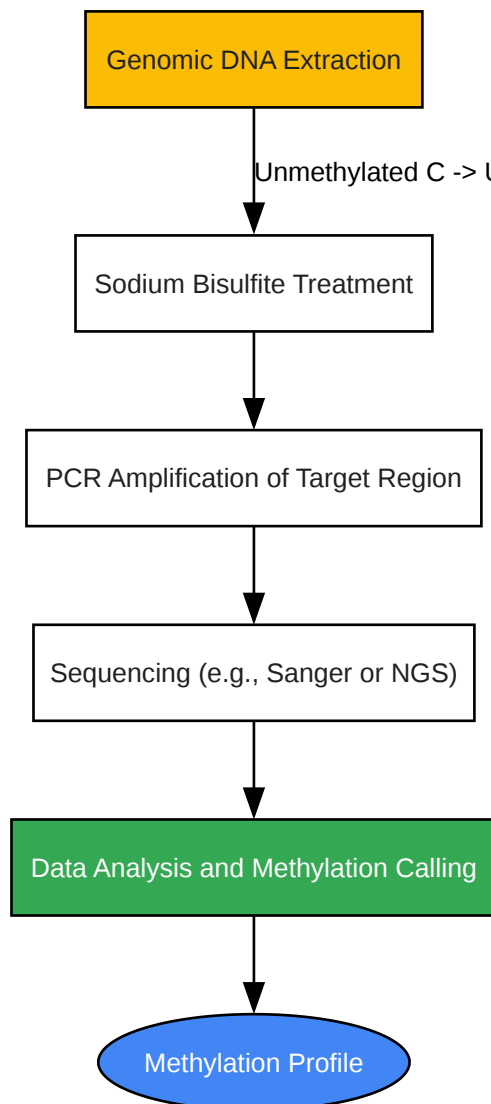 Genomic DNA Extraction
Unmethylated C -> U
Sodium Bisulfite Treatment
PCR Amplification of Target Region
Sequencing (e.g., Sanger or NGS)
Data Analysis and Methylation Calling
Methylation Profile